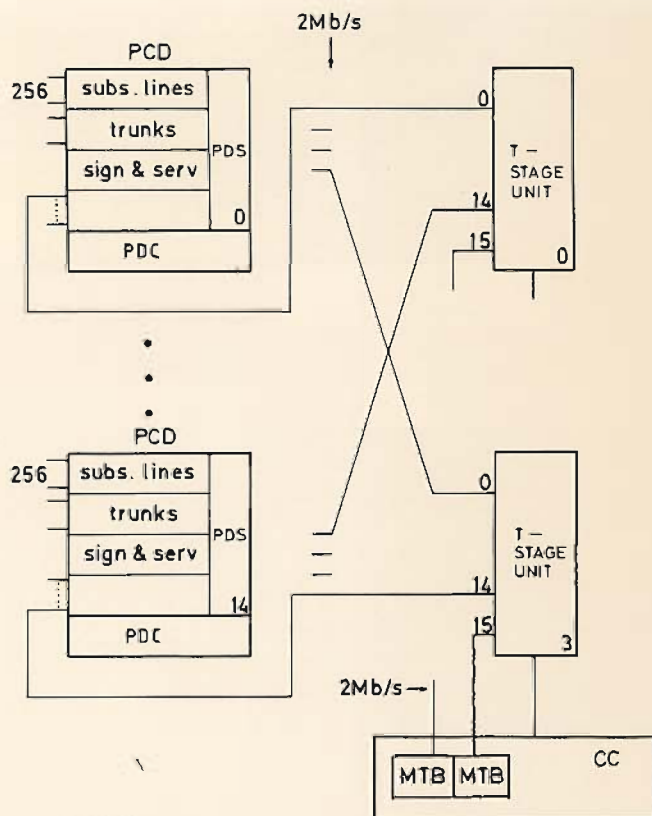 2Mb/s
PCD
256
subs. lines
trunks
sign & serv
PDS
0
PDC
0
14
15
T -
STAGE
UNIT
0
PCD
256
subs. lines
trunks
sign & serv
PDS
14
PDC
0
14
15
T -
STAGE
UNIT
3
2Mb/s
MTB
MTB
CC